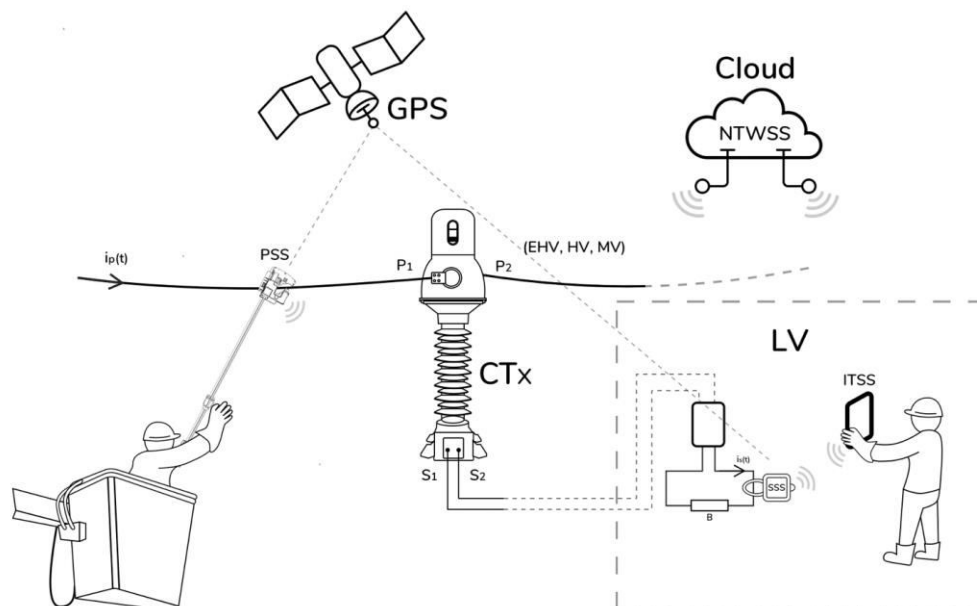 GPS
Cloud
NTWSS
PSS
(EHV, HV, MV)
iₚ(t)
P₁
P₂
CTx
LV
ITSS
S₁
S₂
iₛ(t)
SSS
B